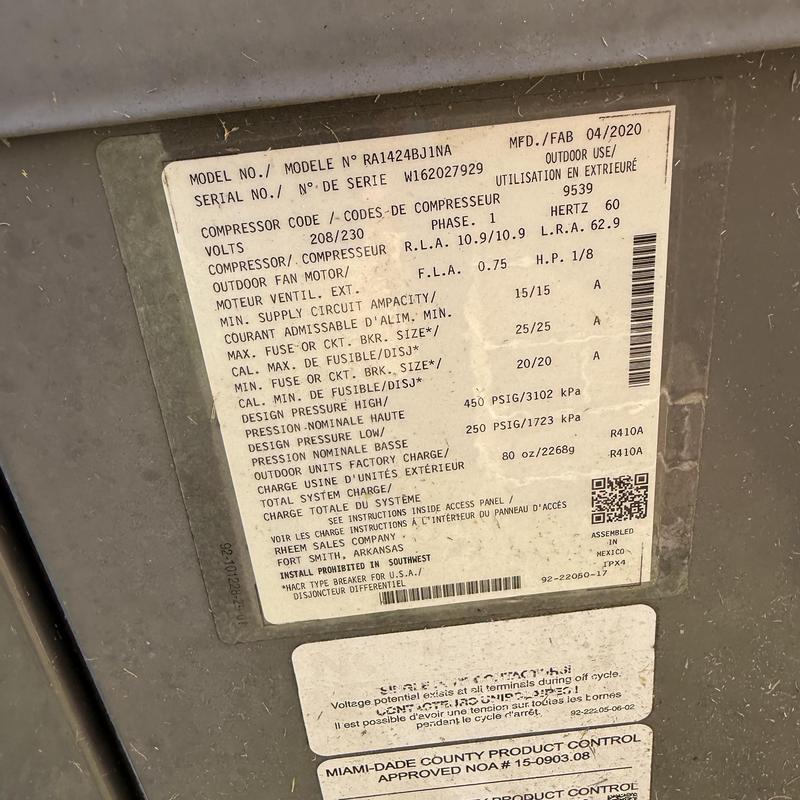 MODEL NO./ MODELE N° RA1424BJ1NA MFD./FAB 04/2020
SERIAL NO./ N° DE SERIE W162027929 OUTDOOR USE/
UTILISATION EN EXTRIEURÉ
COMPRESSOR CODE / CODES DE COMPRESSEUR 9539
VOLTS 208/230 PHASE. 1 HERTZ 60
COMPRESSOR/ COMPRESSEUR R.L.A. 10.9/10.9 L.R.A. 62.9
OUTDOOR FAN MOTOR/
MOTEUR VENTIL. EXT. F.L.A. 0.75 H.P. 1/8
MIN. SUPPLY CIRCUIT AMPACITY/
COURANT ADMISSABLE D'ALIM. MIN. 15/15 A
MAX. FUSE OR CKT. BKR. SIZE*/
CAL. MAX. DE FUSIBLE/DISJ* 25/25 A
MIN. FUSE OR CKT. BRK. SIZE*/
CAL. MIN. DE FUSIBLE/DISJ* 20/20 A
DESIGN PRESSURE HIGH/
PRESSION NOMINALE HAUTE 450 PSIG/3102 kPa
DESIGN PRESSURE LOW/
PRESSION NOMINALE BASSE 250 PSIG/1723 kPa
OUTDOOR UNITS FACTORY CHARGE/
CHARGE USINE D'UNITÉS EXTÉRIEUR 80 oz/2268g R410A
TOTAL SYSTEM CHARGE/ R410A
CHARGE TOTALE DU SYSTÈME
SEE INSTRUCTIONS INSIDE ACCESS PANEL /
VOIR LES CHARGE INSTRUCTIONS À L'INTÉRIEUR DU PANNEAU D'ACCÉS
RHEEM SALES COMPANY
FORT SMITH, ARKANSAS
INSTALL PROHIBITED IN SOUTHWEST
*HACR TYPE BREAKER FOR U.S.A./
DISJONCTEUR DIFFERENTIEL
ASSEMBLED
IN
MEXICO
IPX4
92-22050-17
SINGLE POLE CONTACTORS!
Voltage potential exists at all terminals during off cycle.
CONTACTEURS UNIPOLAIRES !
Il est possible d'avoir une tension sur toutes les bornes
pendant le cycle d'arrêt. 92-22205-06-02
MIAMI-DADE COUNTY PRODUCT CONTROL
APPROVED NOA # 15-0903.08
PRODUCT CONTROL